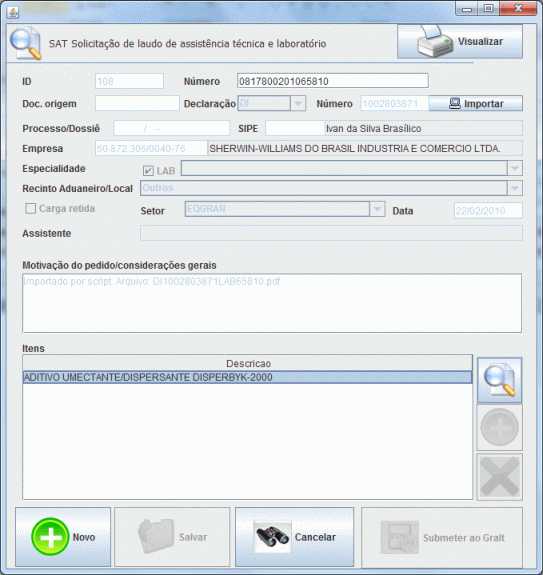 SAT Solicitação de laudo de assistência técnica e laboratório
Visualizar
ID 108 Número 0817800201065810
Doc. origem Declaração DI Número 1002803871 Importar
Processo/Dossiê / -- SIPE Ivan da Silva Brasílico
Empresa 60.872.306/0040-76 SHERWIN-WILLIAMS DO BRASIL INDUSTRIA E COMERCIO LTDA.
Especialidade LAB
Recinto Aduaneiro/Local Outros
Carga retida Setor EQGRAN Data 22/02/2010
Assistente
Motivação do pedido/considerações gerais
Importado por script. Arquivo: DI1002803871LAB65810.pdf
Itens
Descricao
ADITIVO UMECTANTE/DISPERSANTE DISPERBYK-2000
Novo Salvar Cancelar Submeter ao Gralt